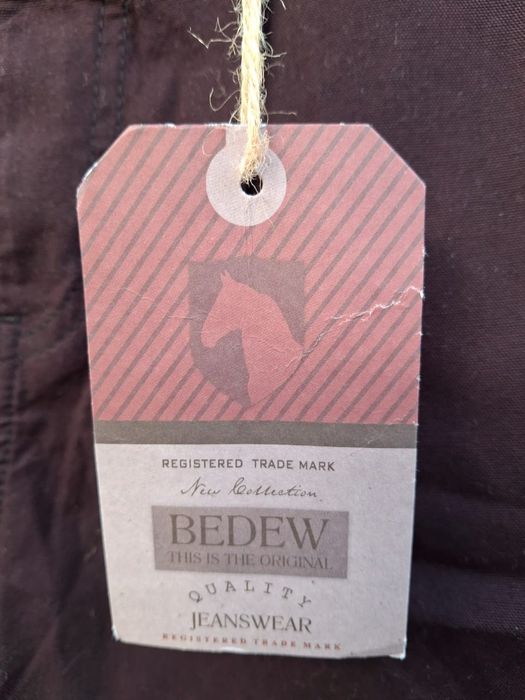 REGISTERED TRADE MARK
New Collection
BEDEW
THIS IS THE ORIGINAL
QUALITY
JEANSWEAR
REGISTERED TRADE MARK